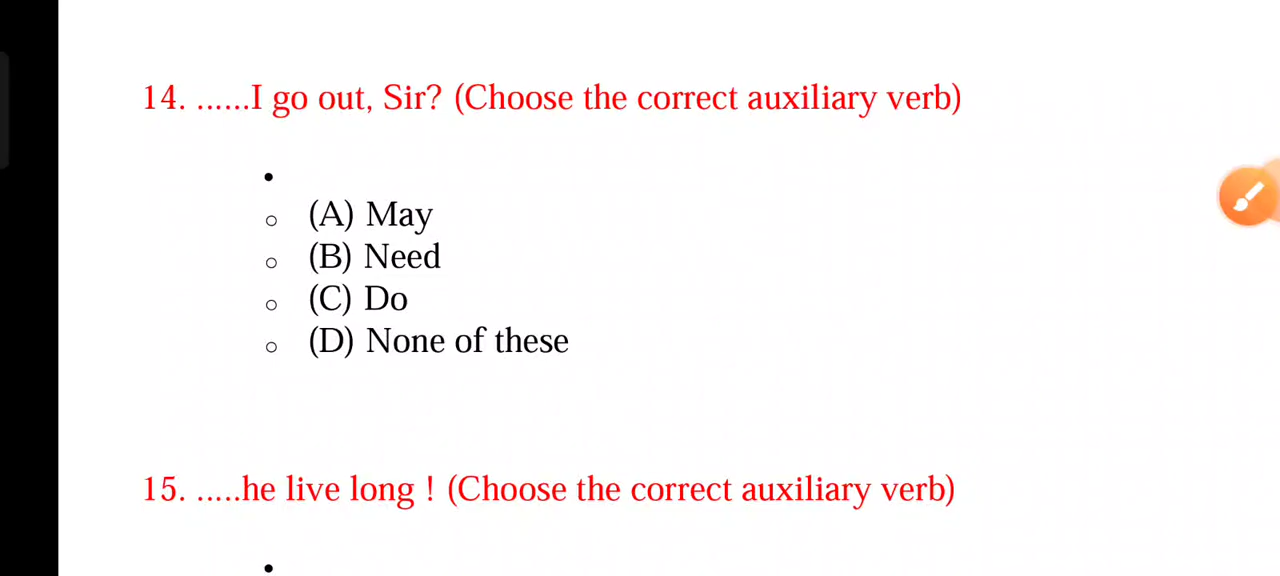 14. ......I go out, Sir? (Choose the correct auxiliary verb)
(A) May
(B) Need
(C) Do
(D) None of these
15. .....he live long ! (Choose the correct auxiliary verb)